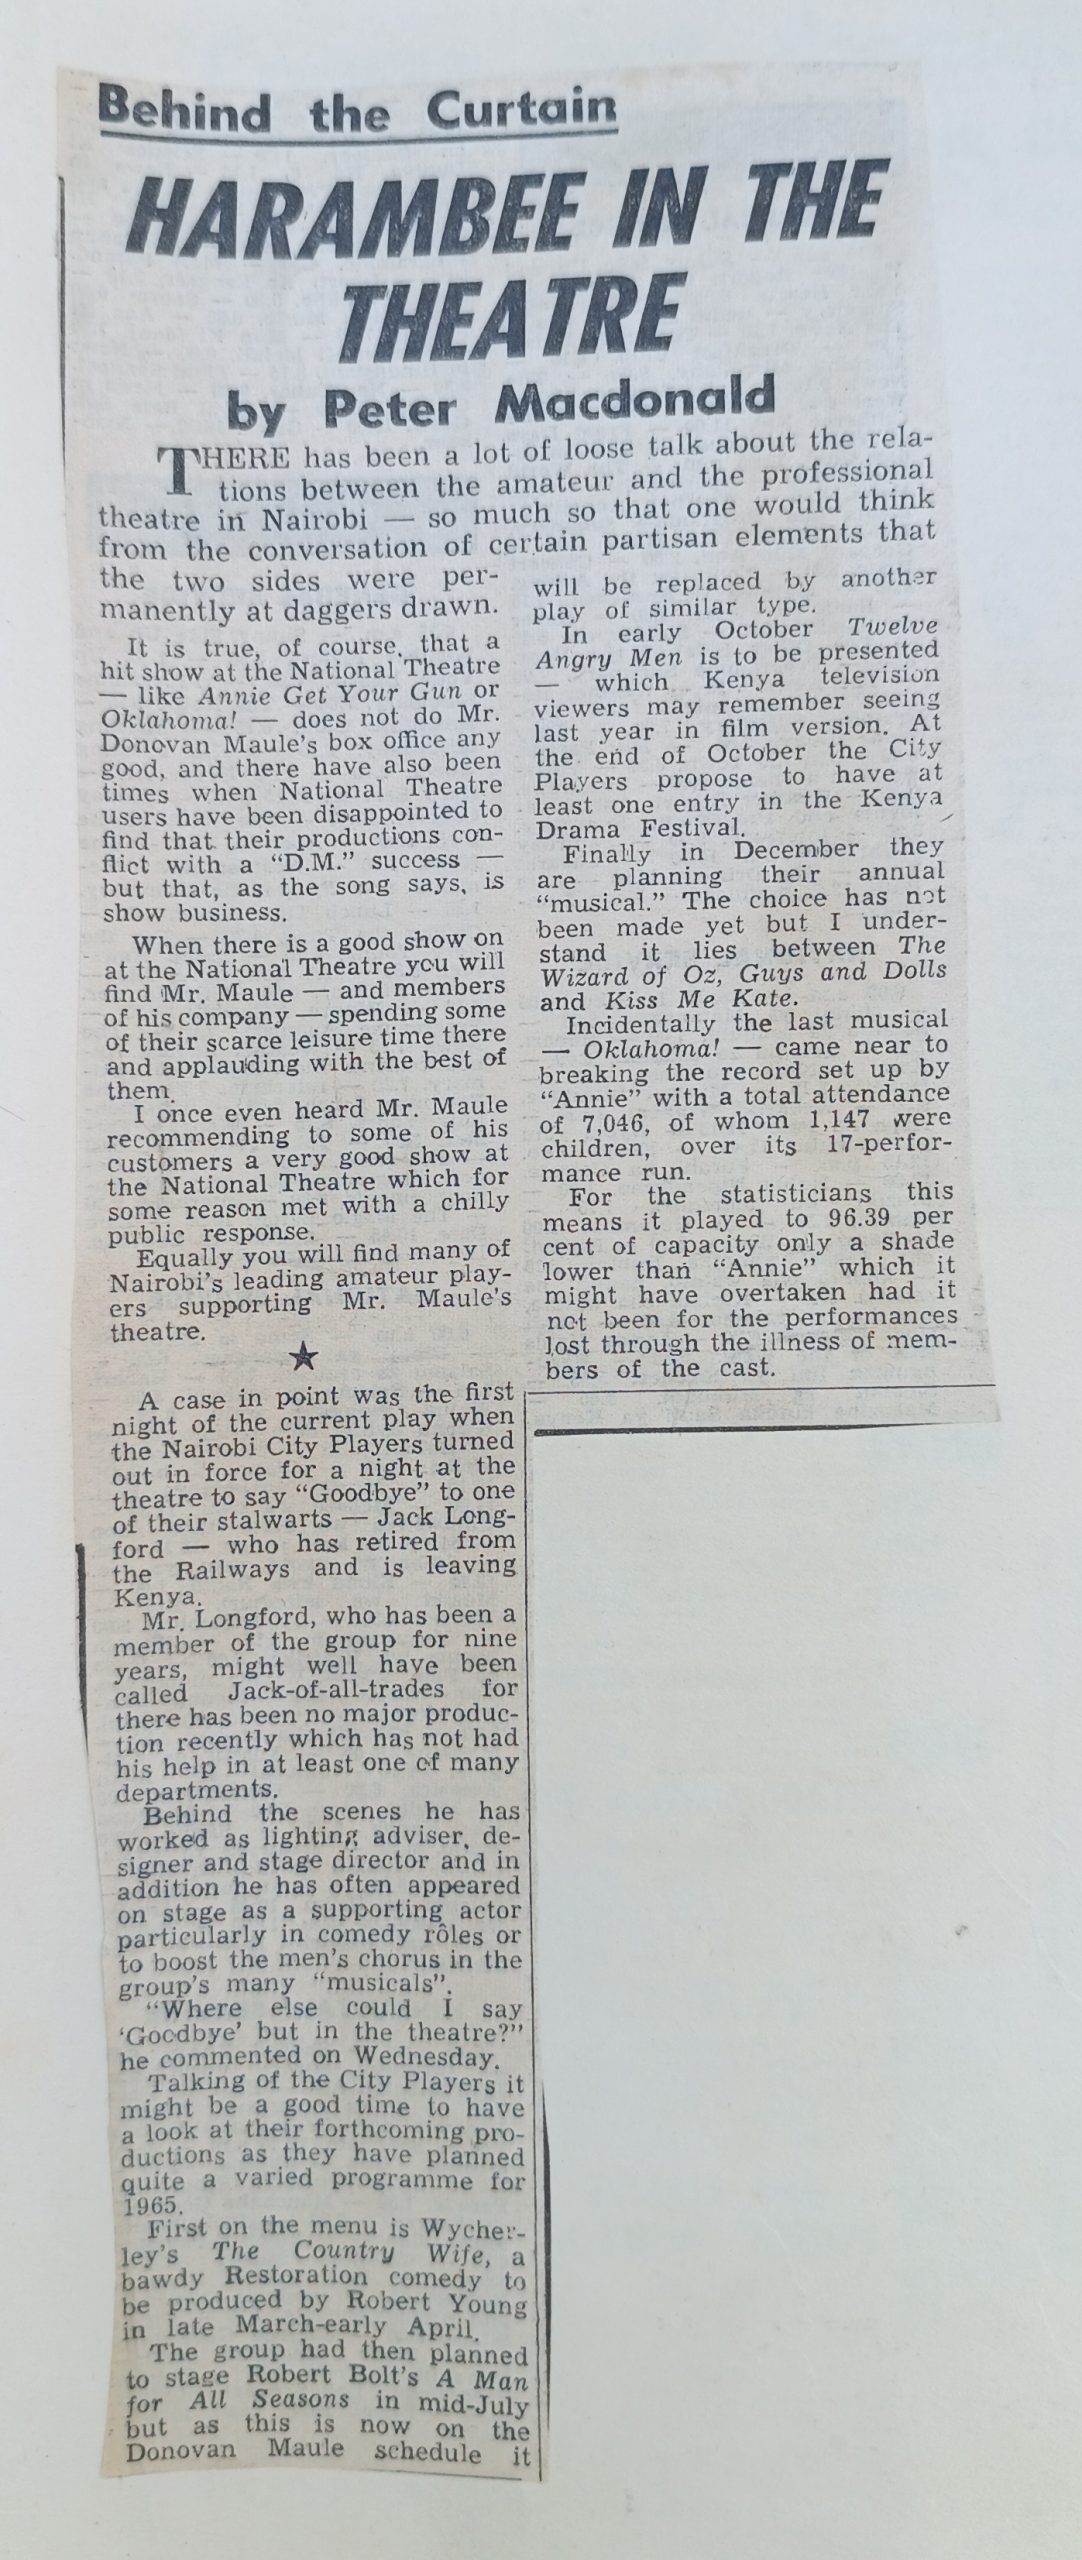 Behind the Curtain
HARAMBEE IN THE
THEATRE
by Peter Macdonald
THERE has been a lot of loose talk about the rela-
tions between the amateur and the professional
theatre in Nairobi — so much so that one would think
from the conversation of certain partisan elements that
the two sides were per-
manently at daggers drawn.
It is true, of course, that a
hit show at the National Theatre
— like Annie Get Your Gun or
Oklahoma! — does not do Mr.
Donovan Maule's box office any
good, and there have also been
times when National Theatre
users have been disappointed to
find that their productions con-
flict with a "D.M." success —
but that, as the song says, is
show business.
When there is a good show on
at the National Theatre you will
find Mr. Maule — and members
of his company — spending some
of their scarce leisure time there
and applauding with the best of
them.
I once even heard Mr. Maule
recommending to some of his
customers a very good show at
the National Theatre which for
some reason met with a chilly
public response.
Equally you will find many of
Nairobi's leading amateur play-
ers supporting Mr. Maule's
theatre.
★
A case in point was the first
night of the current play when
the Nairobi City Players turned
out in force for a night at the
theatre to say "Goodbye" to one
of their stalwarts — Jack Long-
ford — who has retired from
the Railways and is leaving
Kenya.
Mr. Longford, who has been a
member of the group for nine
years, might well have been
called Jack-of-all-trades for
there has been no major produc-
tion recently which has not had
his help in at least one of many
departments.
Behind the scenes he has
worked as lighting adviser, de-
signer and stage director and in
addition he has often appeared
on stage as a supporting actor
particularly in comedy rôles or
to boost the men's chorus in the
group's many "musicals".
"Where else could I say
'Goodbye' but in the theatre?"
he commented on Wednesday.
Talking of the City Players it
might be a good time to have
a look at their forthcoming pro-
ductions as they have planned
quite a varied programme for
1965.
First on the menu is Wycher-
ley's The Country Wife, a
bawdy Restoration comedy to
be produced by Robert Young
in late March-early April.
The group had then planned
to stage Robert Bolt's A Man
for All Seasons in mid-July
but as this is now on the
Donovan Maule schedule it
will be replaced by another
play of similar type.
In early October Twelve
Angry Men is to be presented
— which Kenya television
viewers may remember seeing
last year in film version. At
the end of October the City
Players propose to have at
least one entry in the Kenya
Drama Festival.
Finally in December they
are planning their annual
"musical." The choice has not
been made yet but I under-
stand it lies between The
Wizard of Oz, Guys and Dolls
and Kiss Me Kate.
Incidentally the last musical
— Oklahoma! — came near to
breaking the record set up by
"Annie" with a total attendance
of 7,046, of whom 1,147 were
children, over its 17-perfor-
mance run.
For the statisticians this
means it played to 96.39 per
cent of capacity only a shade
lower than "Annie" which it
might have overtaken had it
not been for the performances
lost through the illness of mem-
bers of the cast.